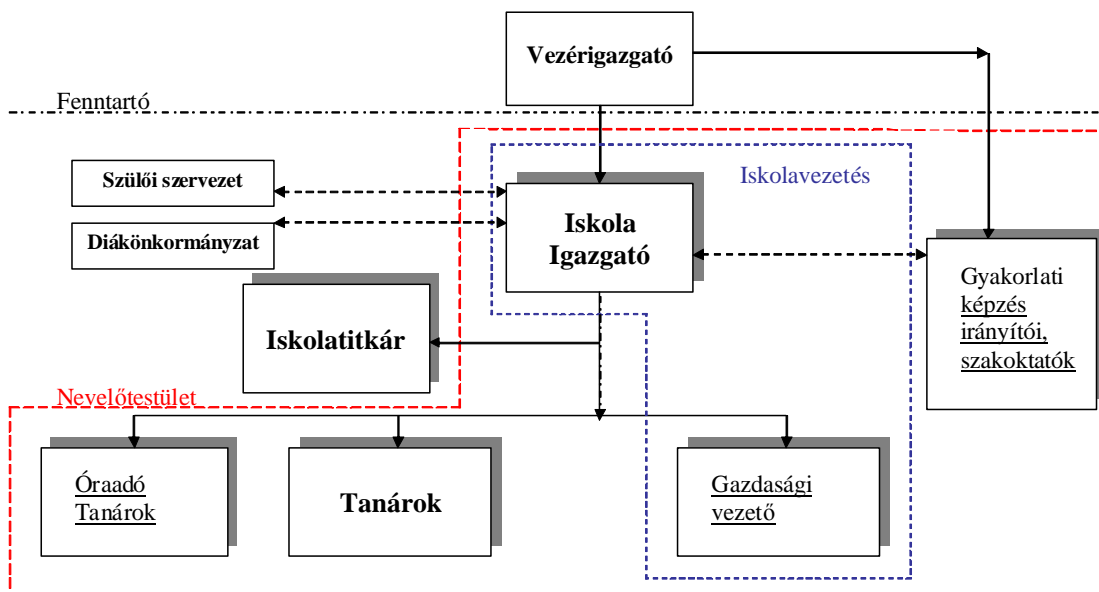 Vezérigazgató
Fenntartó
Szülői szervezet
Iskolavezetés
Diákönkormányzat
Iskola
Igazgató
Gyakorlati
képzés
irányítói,
szakoktatók
Iskolatitkár
Nevelőtestület
Óraadó
Tanárok
Tanárok
Gazdasági
vezető